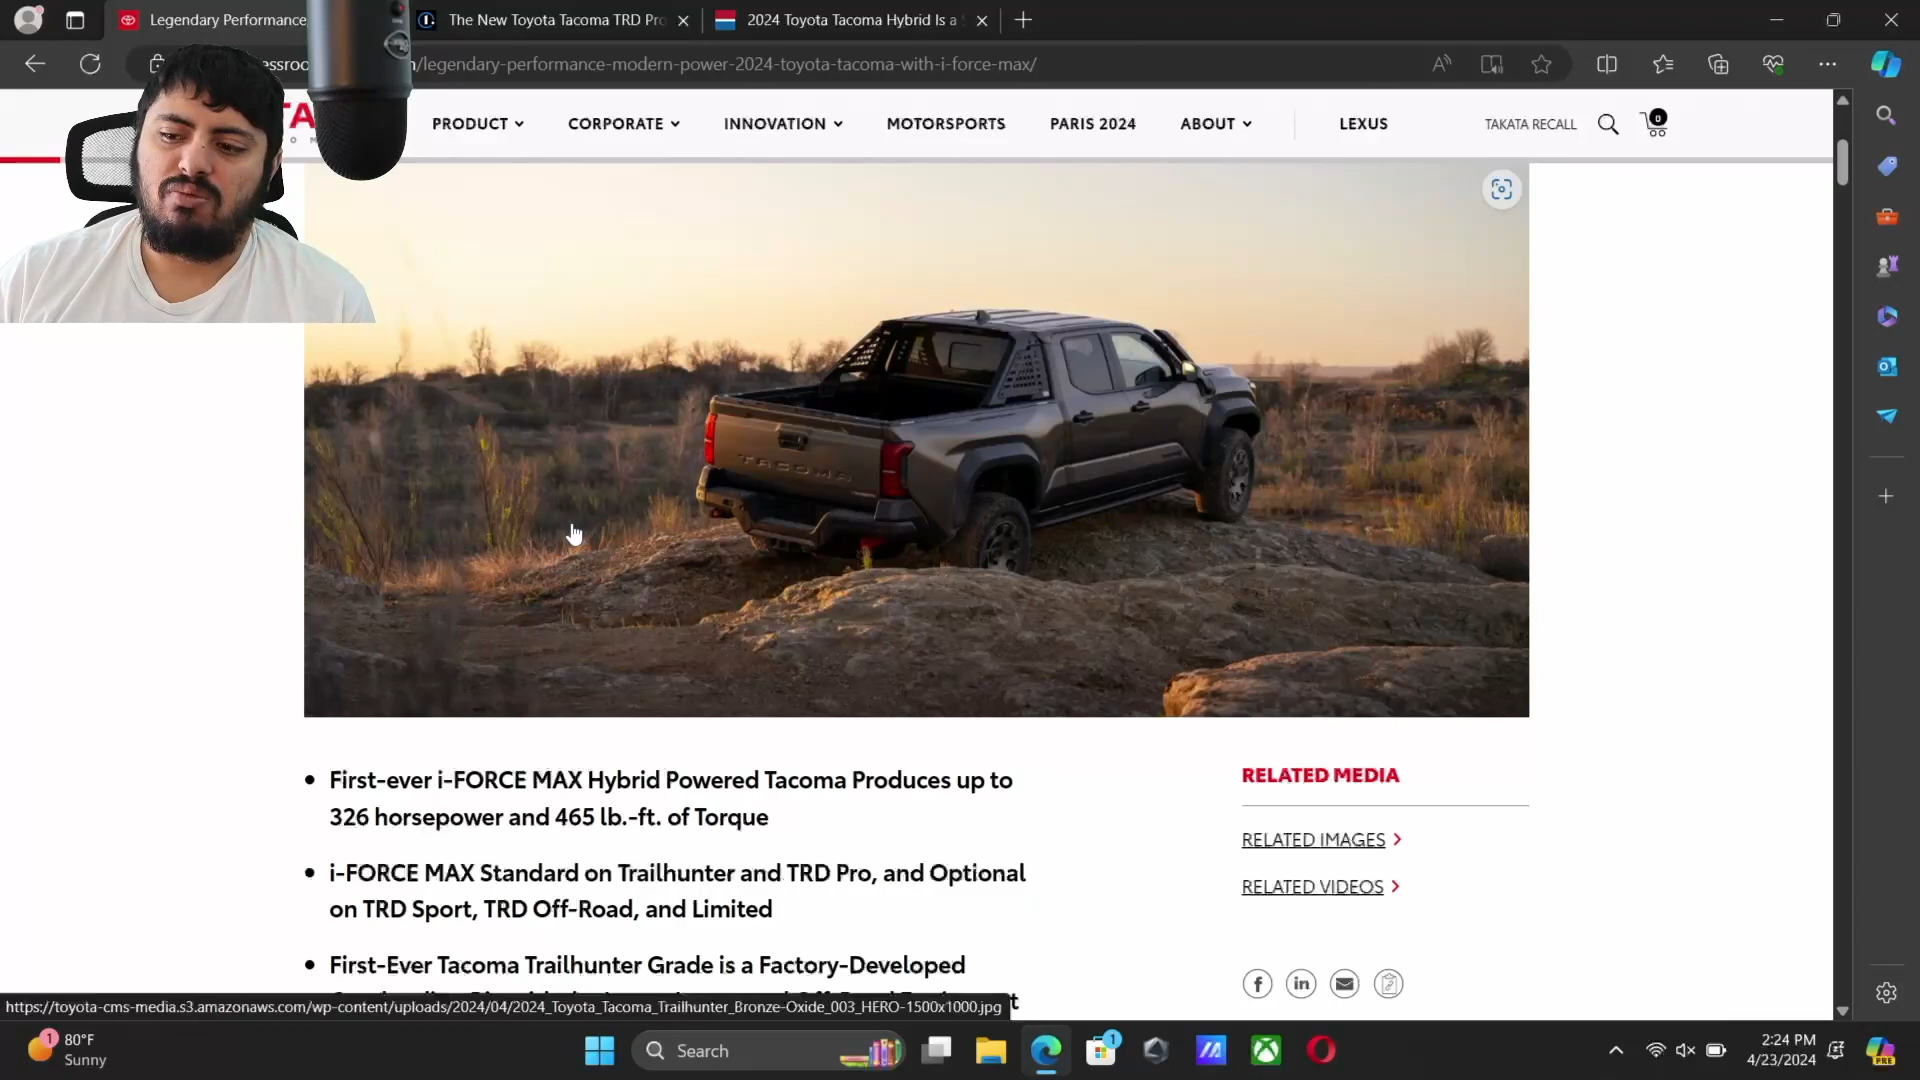 Legendary Performance
The New Toyota Tacoma TRD Pro
2024 Toyota Tacoma Hybrid Is a
/legendary-performance-modern-power-2024-toyota-tacoma-with-i-force-max/
PRODUCT
CORPORATE
INNOVATION
MOTORSPORTS
PARIS 2024
ABOUT
LEXUS
TAKATA RECALL
0
TACOMA
• First-ever i-FORCE MAX Hybrid Powered Tacoma Produces up to
326 horsepower and 465 lb.-ft. of Torque
• i-FORCE MAX Standard on Trailhunter and TRD Pro, and Optional
on TRD Sport, TRD Off-Road, and Limited
• First-Ever Tacoma Trailhunter Grade is a Factory-Developed
RELATED MEDIA
RELATED IMAGES
RELATED VIDEOS
https://toyota-cms-media.s3.amazonaws.com/wp-content/uploads/2024/04/2024_Toyota_Tacoma_Trailhunter_Bronze-Oxide_003_HERO-1500x1000.jpg
1
80°F
Sunny
Search
1
2:24 PM
4/23/2024
PRE